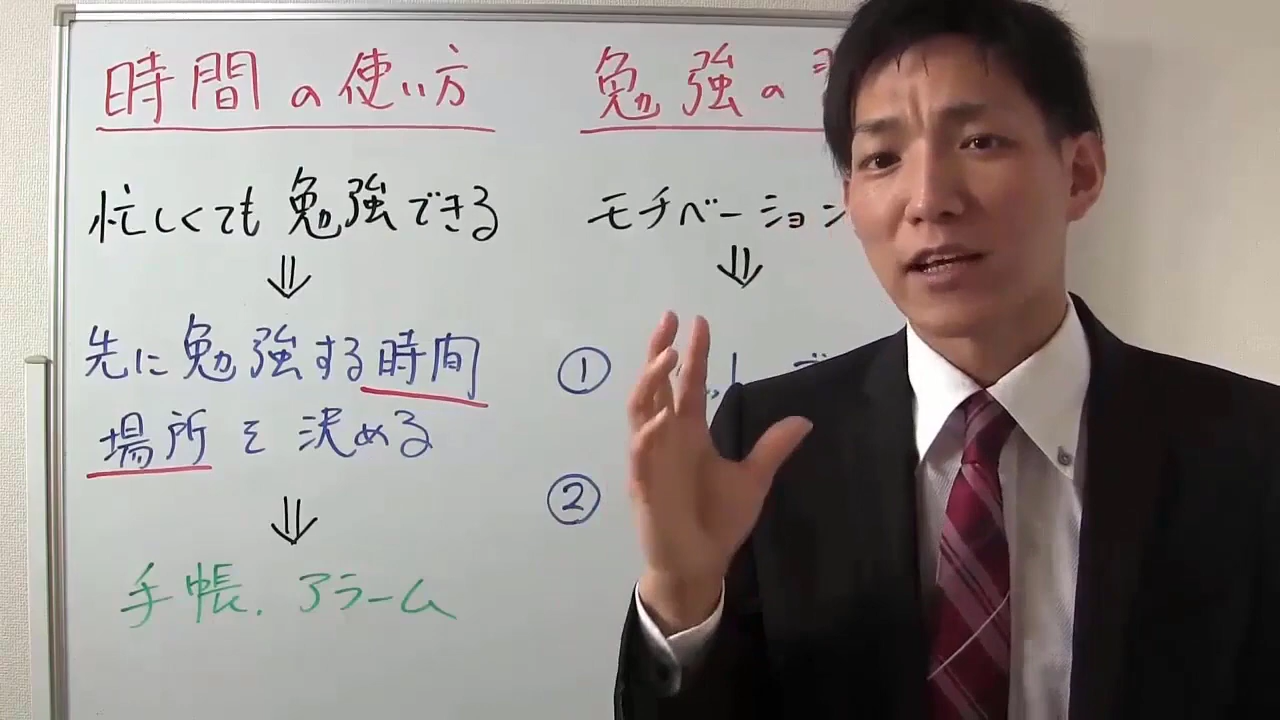 時間の使い方
忙しくても勉強できる
⇓
先に勉強する時間
場所を決める
⇓
手帳.アラーム
勉強の
モチベーション
⇓
①
②